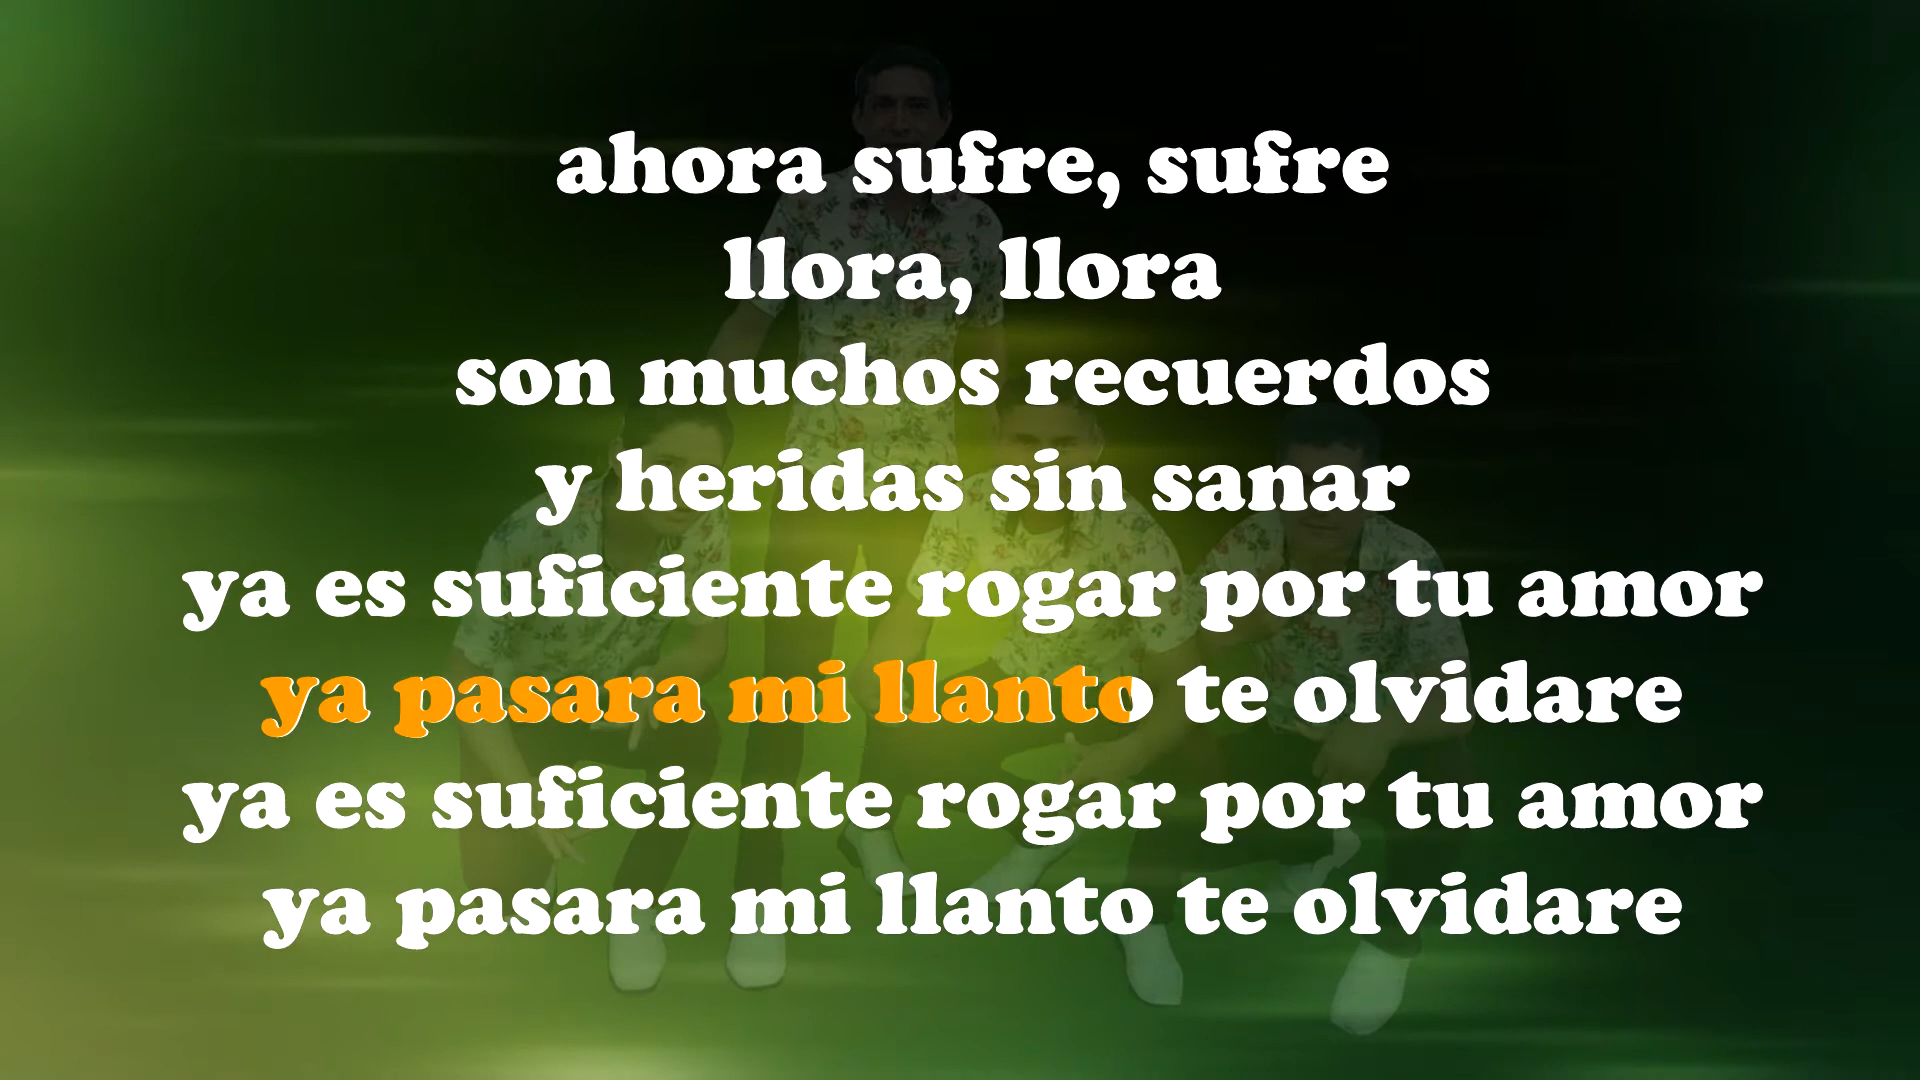 ahora sufre, sufre
llora, llora
son muchos recuerdos
y heridas sin sanar
ya es suficiente rogar por tu amor
ya pasara mi llanto te olvidare
ya es suficiente rogar por tu amor
ya pasara mi llanto te olvidare